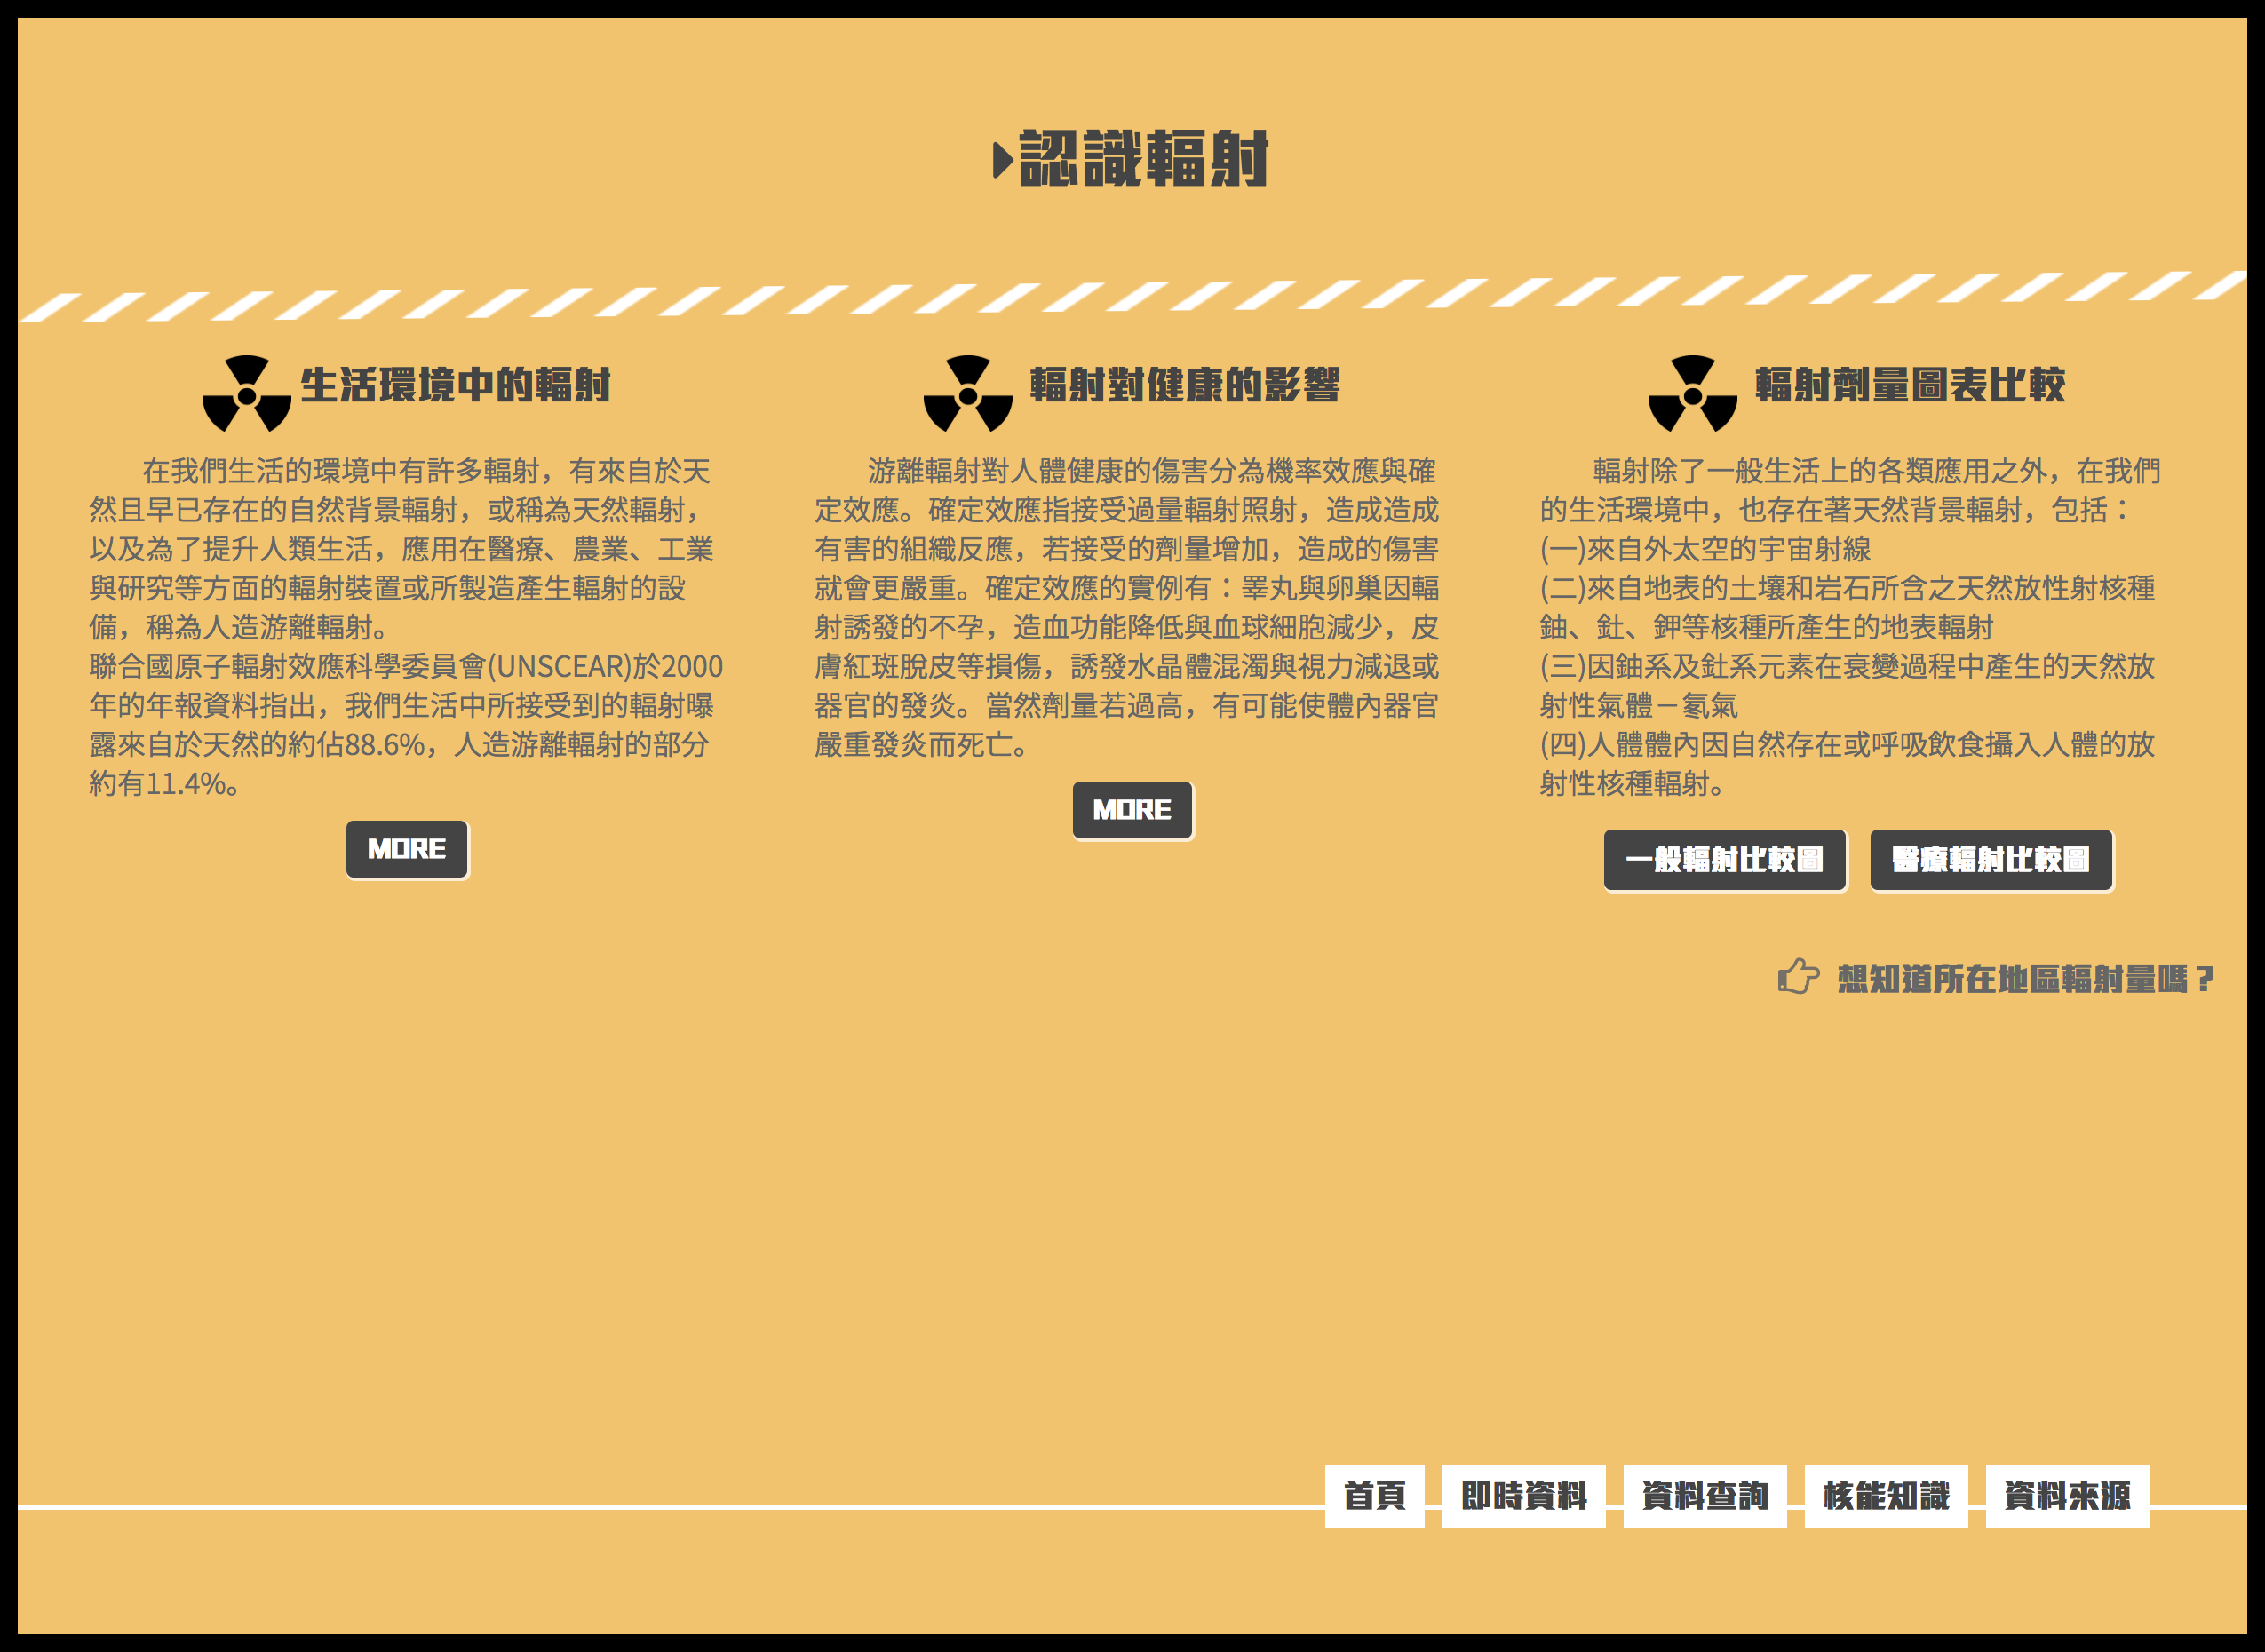 認識輻射
生活環境中的輻射
在我們生活的環境中有許多輻射，有來自於天
然且早已存在的自然背景輻射，或稱為天然輻射，
以及為了提升人類生活，應用在醫療、農業、工業
與研究等方面的輻射裝置或所製造產生輻射的設
備，稱為人造游離輻射。
聯合國原子輻射效應科學委員會(UNSCEAR)於2000
年的年報資料指出，我們生活中所接受到的輻射曝
露來自於天然的約佔88.6%，人造游離輻射的部分
約有11.4%。
MORE
輻射對健康的影響
游離輻射對人體健康的傷害分為機率效應與確
定效應。確定效應指接受過量輻射照射，造成造成
有害的組織反應，若接受的劑量增加，造成的傷害
就會更嚴重。確定效應的實例有：睪丸與卵巢因輻
射誘發的不孕，造血功能降低與血球細胞減少，皮
膚紅斑脫皮等損傷，誘發水晶體混濁與視力減退或
器官的發炎。當然劑量若過高，有可能使體內器官
嚴重發炎而死亡。
MORE
輻射劑量圖表比較
輻射除了一般生活上的各類應用之外，在我們
的生活環境中，也存在著天然背景輻射，包括：
(一)來自外太空的宇宙射線
(二)來自地表的土壤和岩石所含之天然放性射核種
鈾、釷、鉀等核種所產生的地表輻射
(三)因鈾系及釷系元素在衰變過程中產生的天然放
射性氣體－氡氣
(四)人體體內因自然存在或呼吸飲食攝入人體的放
射性核種輻射。
一般輻射比較圖
醫療輻射比較圖
想知道所在地區輻射量嗎？
首頁
即時資料
資料查詢
核能知識
資料來源